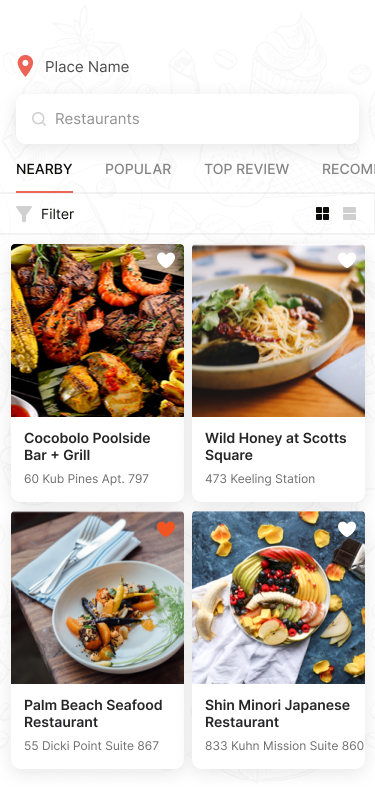 Place Name
Restaurants
NEARBY POPULAR TOP REVIEW RECOM
Filter
Cocobolo Poolside
Bar + Grill
60 Kub Pines Apt. 797
Wild Honey at Scotts
Square
473 Keeling Station
Palm Beach Seafood
Restaurant
55 Dicki Point Suite 867
Shin Minori Japanese
Restaurant
833 Kuhn Mission Suite 860